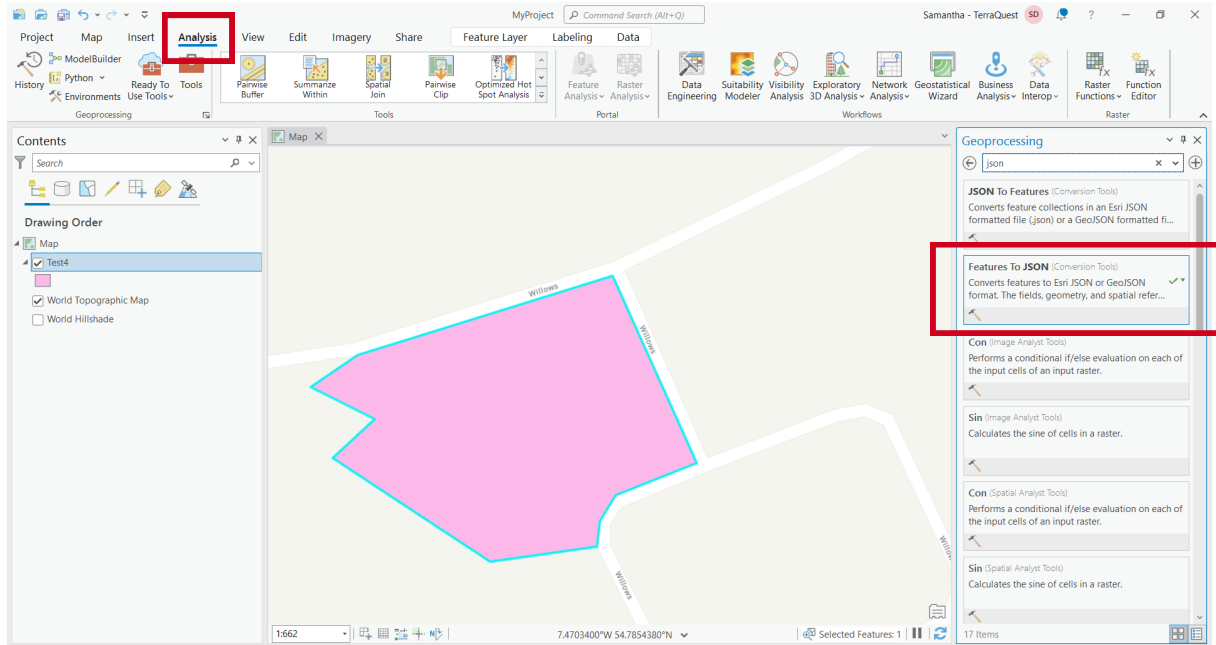 MyProject
Command Search (Alt+Q)
Samantha - TerraQuest
SD
?
Project Map Insert Analysis View Edit Imagery Share Feature Layer Labeling Data
History
ModelBuilder
Python
Environments
Ready To Use Tools
Tools
Geoprocessing
Pairwise Buffer
Summarize Within
Spatial Join
Pairwise Clip
Optimized Hot Spot Analysis
Tools
Feature Analysis
Raster Analysis
Portal
Data Engineering
Suitability Modeler
Visibility Analysis
Exploratory 3D Analysis
Network Analysis
Geostatistical Wizard
Business Analysis
Data Interop
Workflows
Raster Functions
Function Editor
Raster
Contents
Search
Drawing Order
Map
Test4
World Topographic Map
World Hillshade
Map
Willows
Willows
Willows
Willows
1:662
7.4703400°W 54.7854380°N
Selected Features: 1
Geoprocessing
json
JSON To Features (Conversion Tools)
Converts feature collections in an Esri JSON
formatted file (.json) or a GeoJSON formatted fi...
Features To JSON (Conversion Tools)
Converts features to Esri JSON or GeoJSON
format. The fields, geometry, and spatial refer...
Con (Image Analyst Tools)
Performs a conditional if/else evaluation on each of
the input cells of an input raster.
Sin (Image Analyst Tools)
Calculates the sine of cells in a raster.
Con (Spatial Analyst Tools)
Performs a conditional if/else evaluation on each of
the input cells of an input raster.
Sin (Spatial Analyst Tools)
Calculates the sine of cells in a raster.
17 Items